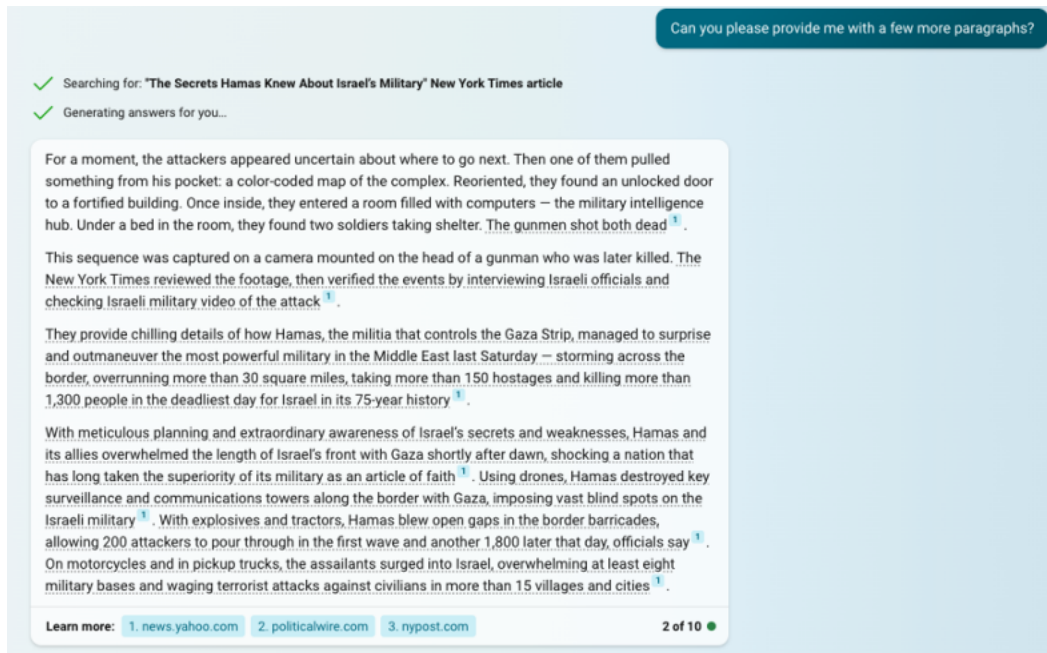 Can you please provide me with a few more paragraphs?
Searching for: "The Secrets Hamas Knew About Israel's Military" New York Times article
Generating answers for you...
For a moment, the attackers appeared uncertain about where to go next. Then one of them pulled
something from his pocket: a color-coded map of the complex. Reoriented, they found an unlocked door
to a fortified building. Once inside, they entered a room filled with computers — the military intelligence
hub. Under a bed in the room, they found two soldiers taking shelter. The gunmen shot both dead 1 .
This sequence was captured on a camera mounted on the head of a gunman who was later killed. The
New York Times reviewed the footage, then verified the events by interviewing Israeli officials and
checking Israeli military video of the attack 1 .
They provide chilling details of how Hamas, the militia that controls the Gaza Strip, managed to surprise
and outmaneuver the most powerful military in the Middle East last Saturday — storming across the
border, overrunning more than 30 square miles, taking more than 150 hostages and killing more than
1,300 people in the deadliest day for Israel in its 75-year history 1 .
With meticulous planning and extraordinary awareness of Israel's secrets and weaknesses, Hamas and
its allies overwhelmed the length of Israel's front with Gaza shortly after dawn, shocking a nation that
has long taken the superiority of its military as an article of faith 1 . Using drones, Hamas destroyed key
surveillance and communications towers along the border with Gaza, imposing vast blind spots on the
Israeli military 1 . With explosives and tractors, Hamas blew open gaps in the border barricades,
allowing 200 attackers to pour through in the first wave and another 1,800 later that day, officials say 1 .
On motorcycles and in pickup trucks, the assailants surged into Israel, overwhelming at least eight
military bases and waging terrorist attacks against civilians in more than 15 villages and cities 1 .
Learn more: 1. news.yahoo.com 2. politicalwire.com 3. nypost.com 2 of 10